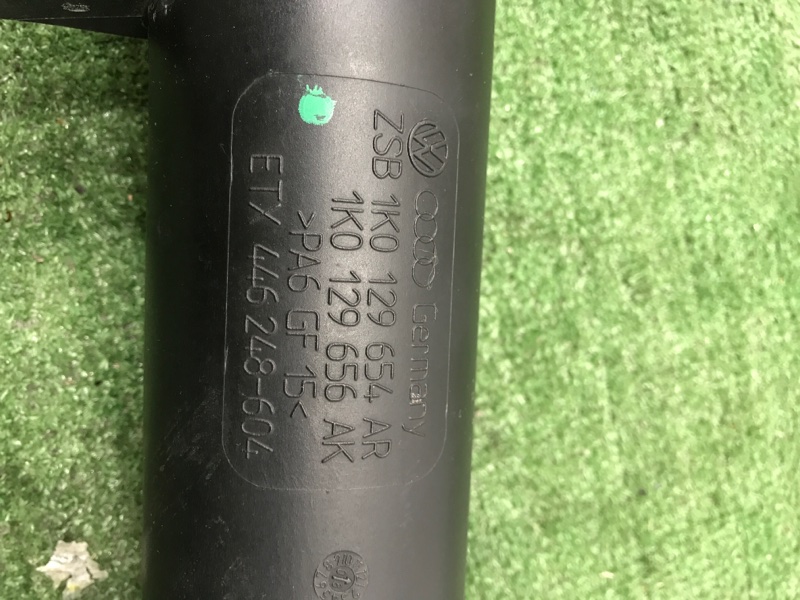 Germany
ZSB 1K0 129 654 AR
1K0 129 656 AK
>PA6 GF 15<
ETX 446 248-604